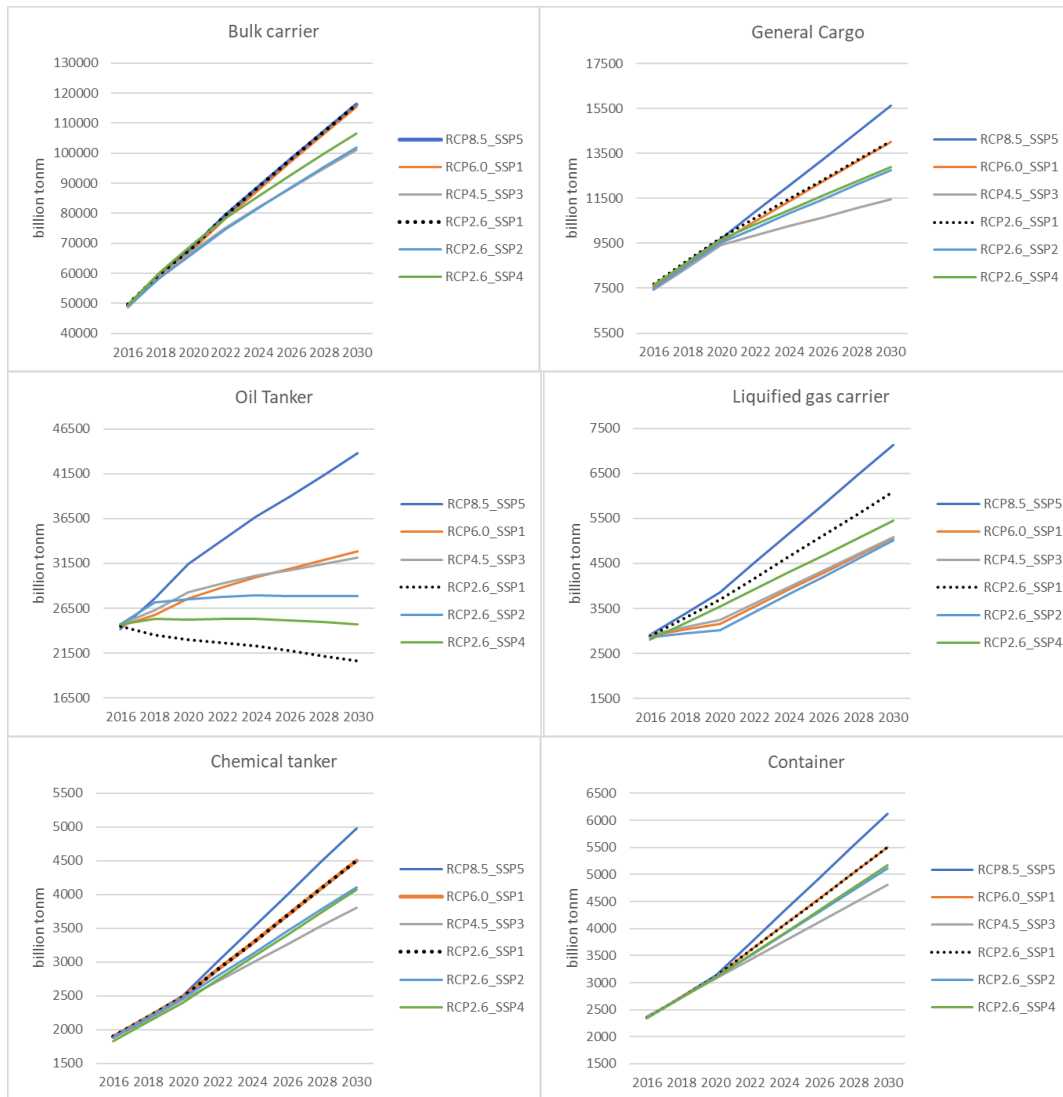 Bulk carrier
billion tonm
130000
120000
110000
100000
90000
80000
70000
60000
50000
40000
2016 2018 2020 2022 2024 2026 2028 2030
RCP8.5_SSP5
RCP6.0_SSP1
RCP4.5_SSP3
RCP2.6_SSP1
RCP2.6_SSP2
RCP2.6_SSP4
General Cargo
billion tonm
17500
15500
13500
11500
9500
7500
5500
2016 2018 2020 2022 2024 2026 2028 2030
RCP8.5_SSP5
RCP6.0_SSP1
RCP4.5_SSP3
RCP2.6_SSP1
RCP2.6_SSP2
RCP2.6_SSP4
Oil Tanker
billion tonm
46500
41500
36500
31500
26500
21500
16500
2016 2018 2020 2022 2024 2026 2028 2030
RCP8.5_SSP5
RCP6.0_SSP1
RCP4.5_SSP3
RCP2.6_SSP1
RCP2.6_SSP2
RCP2.6_SSP4
Liquified gas carrier
billion tonm
7500
6500
5500
4500
3500
2500
1500
2016 2018 2020 2022 2024 2026 2028 2030
RCP8.5_SSP5
RCP6.0_SSP1
RCP4.5_SSP3
RCP2.6_SSP1
RCP2.6_SSP2
RCP2.6_SSP4
Chemical tanker
billion tonm
5500
5000
4500
4000
3500
3000
2500
2000
1500
2016 2018 2020 2022 2024 2026 2028 2030
RCP8.5_SSP5
RCP6.0_SSP1
RCP4.5_SSP3
RCP2.6_SSP1
RCP2.6_SSP2
RCP2.6_SSP4
Container
billion tonm
6500
6000
5500
5000
4500
4000
3500
3000
2500
2000
1500
2016 2018 2020 2022 2024 2026 2028 2030
RCP8.5_SSP5
RCP6.0_SSP1
RCP4.5_SSP3
RCP2.6_SSP1
RCP2.6_SSP2
RCP2.6_SSP4